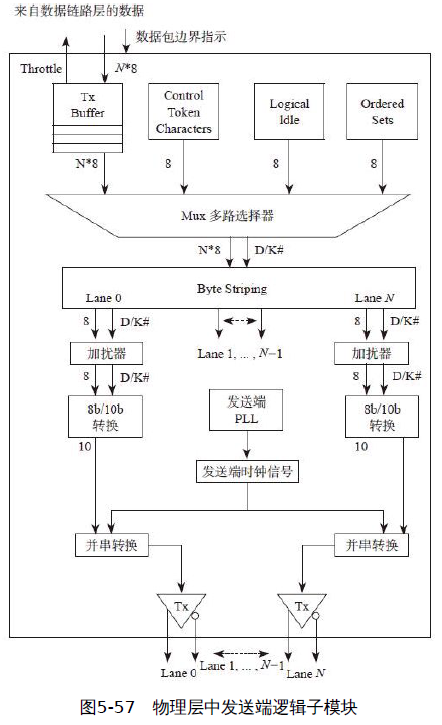 来自数据链路层的数据
数据包边界指示
Throttle
N*8
Tx
Buffer
Control
Token
Characters
Logical
Idle
Ordered
Sets
N*8
8
8
8
Mux 多路选择器
N*8
D/K#
Byte Striping
Lane 0
Lane N
8
D/K#
Lane 1, ... , N−1
8
D/K#
加扰器
加扰器
8
D/K#
8
D/K#
8b/10b
转换
发送端
PLL
8b/10b
转换
10
10
发送端时钟信号
并串转换
并串转换
Tx
Tx
Lane 0
Lane 1, ... , N−1
Lane N
图5-57 物理层中发送端逻辑子模块